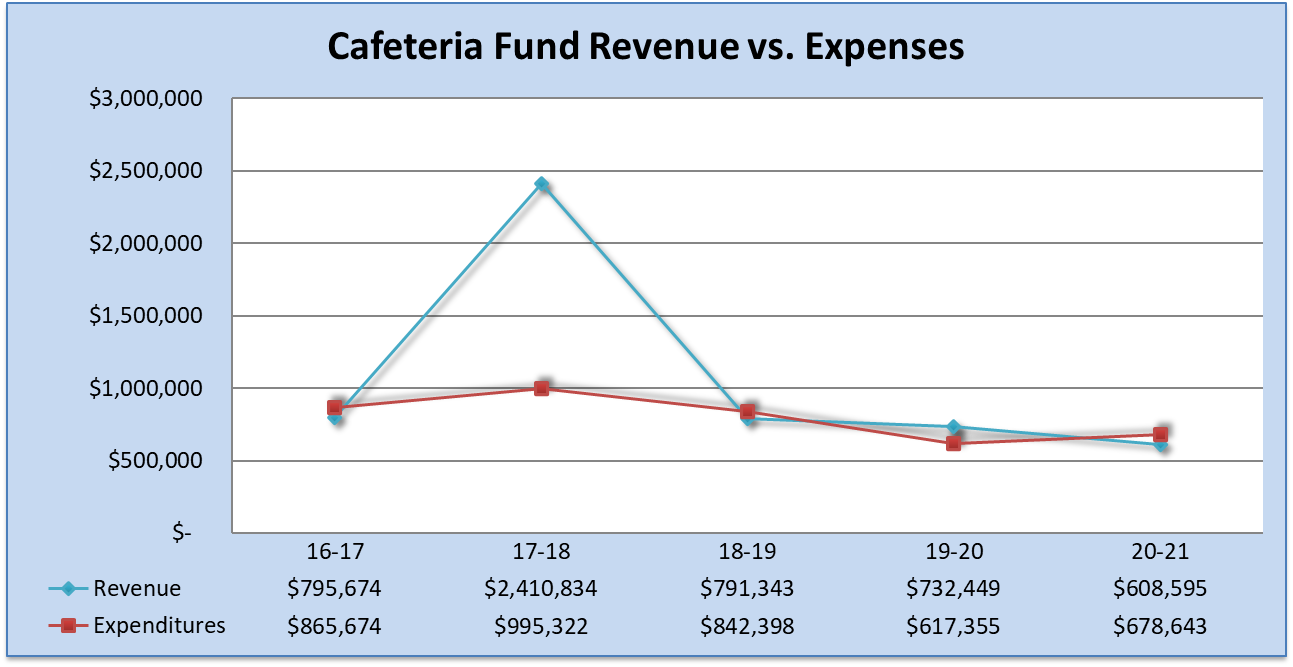 Cafeteria Fund Revenue vs. Expenses
$3,000,000
$2,500,000
$2,000,000
$1,500,000
$1,000,000
$500,000
$-
16-17 17-18 18-19 19-20 20-21
Revenue $795,674 $2,410,834 $791,343 $732,449 $608,595
Expenditures $865,674 $995,322 $842,398 $617,355 $678,643